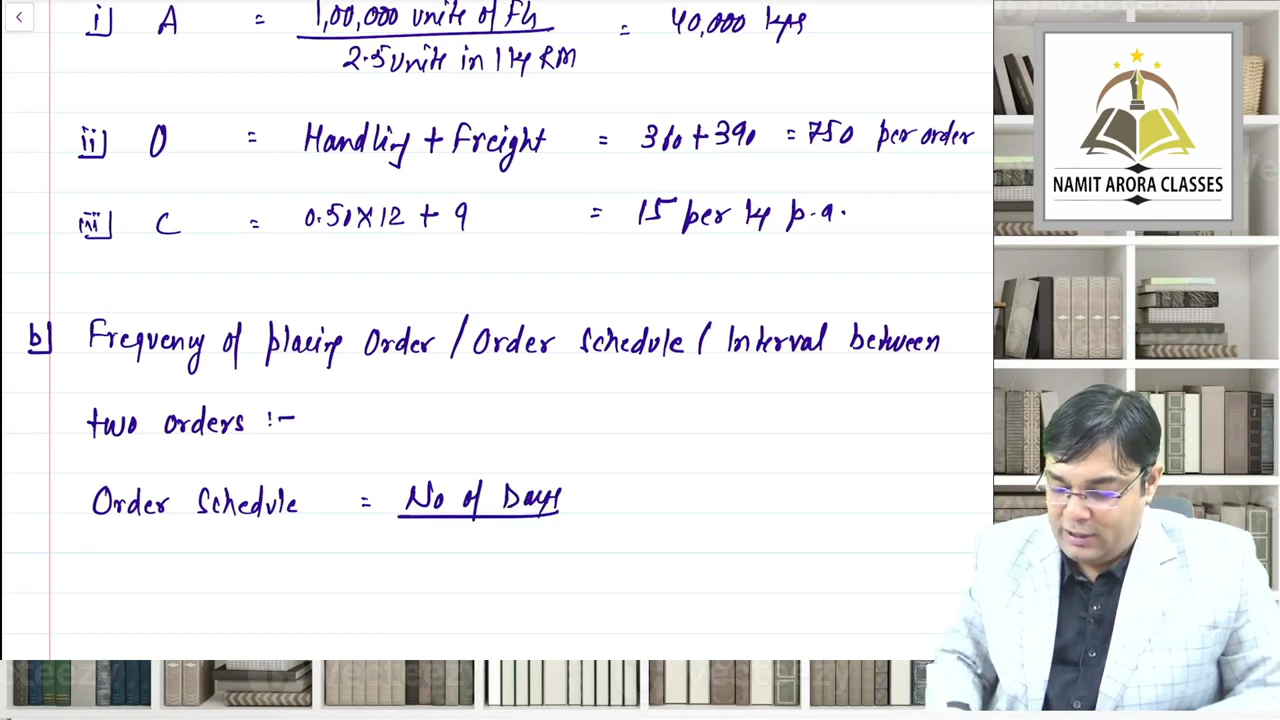 i] A = 1,00,000 units of FG = 40,000 kgs
2.5 units in 1 kg RM
ii] O = Handling + Freight = 360 + 390 = 750 per order
iii] C = 0.50 X 12 + 9 = 15 per kg p.a.
b] Frequency of placing Order / Order Schedule / Interval between
two orders :-
Order Schedule = No of Days
NAMIT ARORA CLASSES